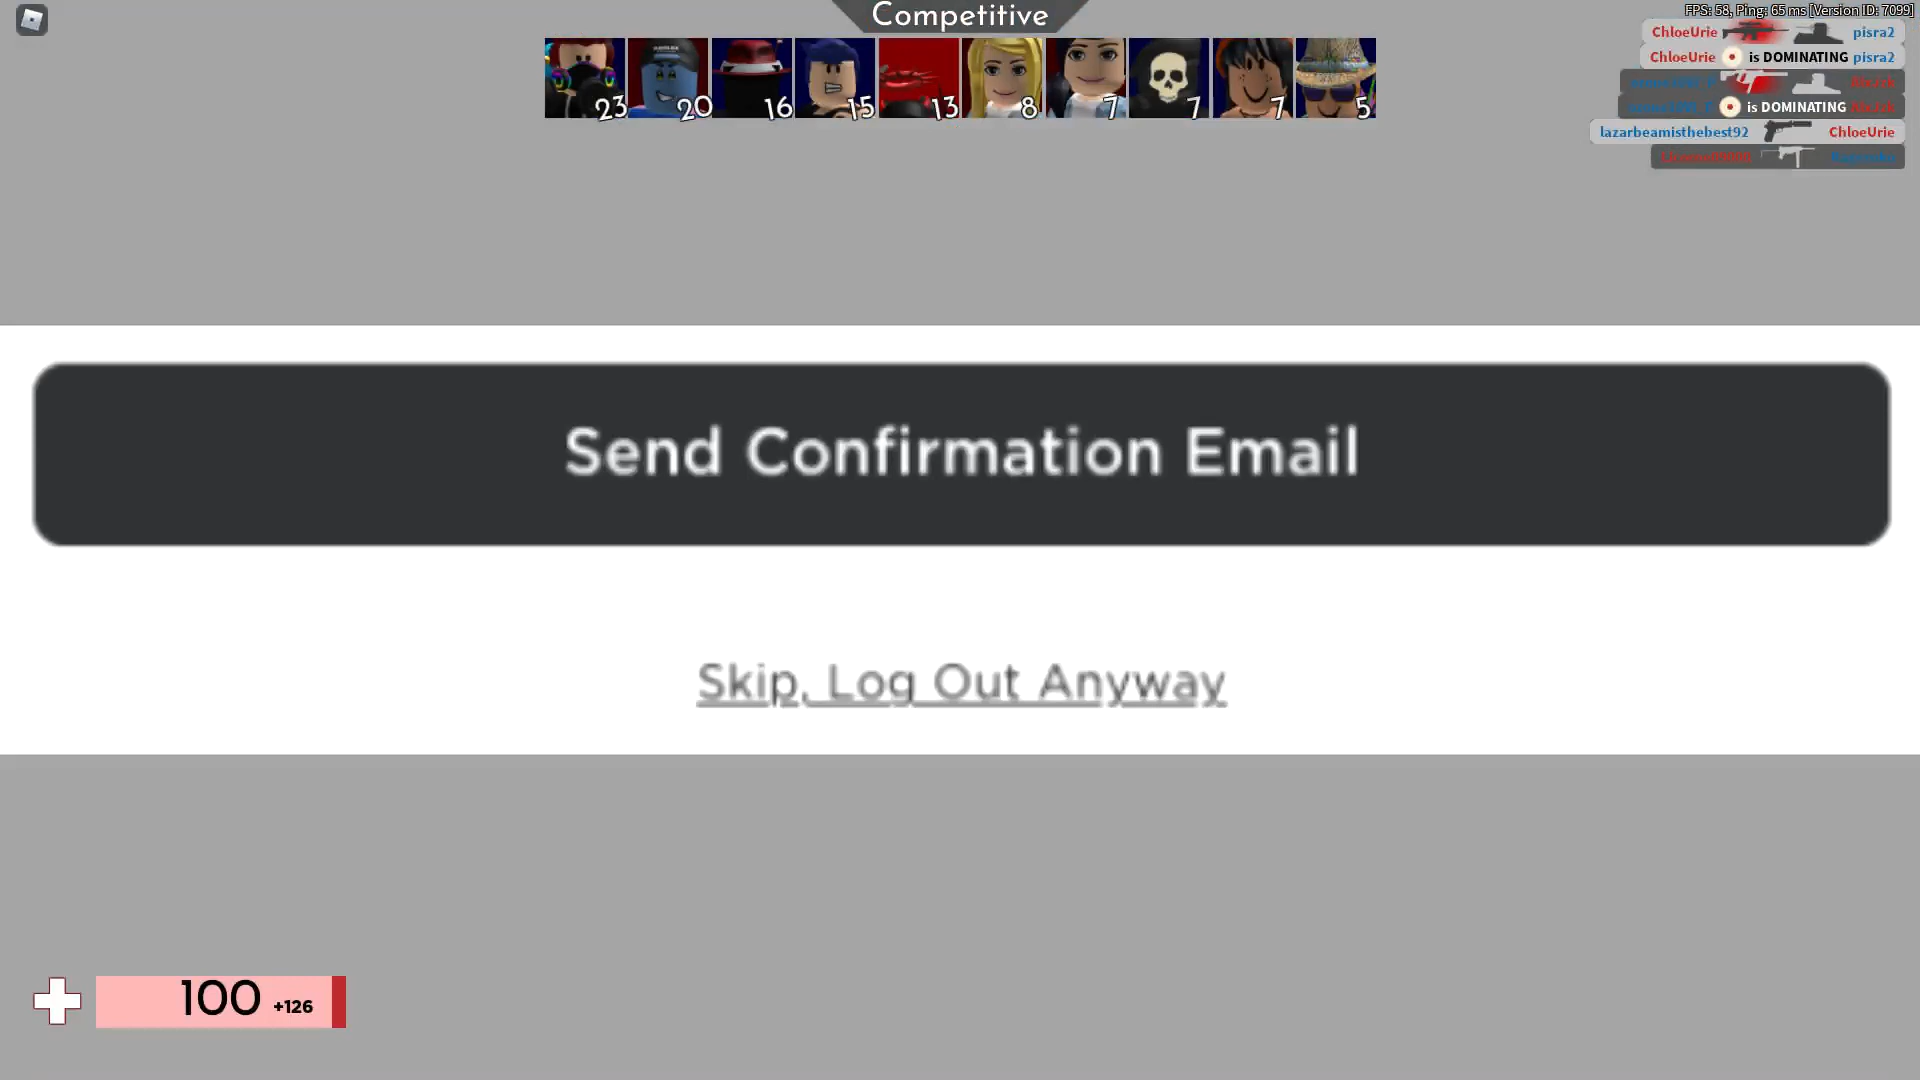 Competitive
FPS: 58, Ping: 65 ms [Version ID: 7099]
23 20 16 15 13 8 7 7 7 5
ChloeUrie pisra2
ChloeUrie is DOMINATING pisra2
is DOMINATING
lazarbeamisthebest92 ChloeUrie
Send Confirmation Email
Skip, Log Out Anyway
100 +126